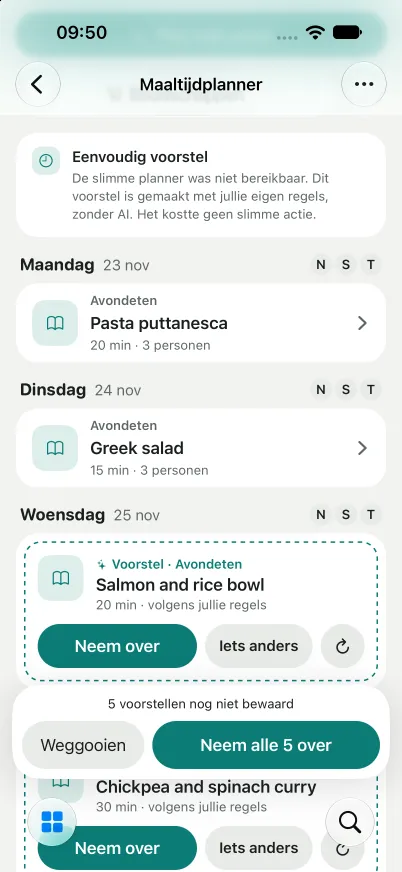 09:50
Maaltijdplanner
Eenvoudig voorstel
De slimme planner was niet bereikbaar. Dit
voorstel is gemaakt met jullie eigen regels,
zonder AI. Het kostte geen slimme actie.
Maandag 23 nov N S T
Avondeten
Pasta puttanesca
20 min · 3 personen
Dinsdag 24 nov N S T
Avondeten
Greek salad
15 min · 3 personen
Woensdag 25 nov N S T
Voorstel · Avondeten
Salmon and rice bowl
20 min · volgens jullie regels
Neem over Iets anders
5 voorstellen nog niet bewaard
Weggooien Neem alle 5 over
Chickpea and spinach curry
30 min · volgens jullie regels
Neem over Iets anders